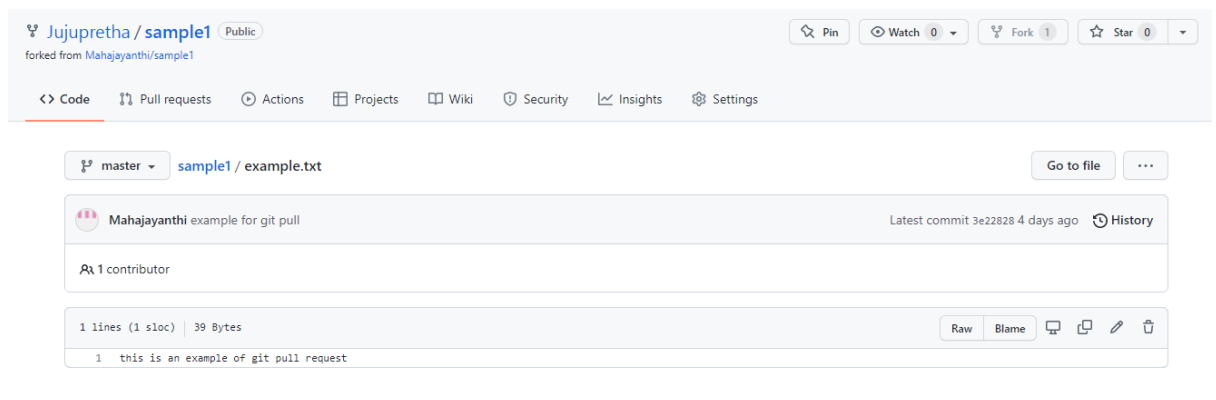 Jujupretha / sample1 Public Pin Watch 0 Fork 1 Star 0
forked from Mahajayanthi/sample1
<> Code Pull requests Actions Projects Wiki Security Insights Settings
master sample1 / example.txt Go to file ...
Mahajayanthi example for git pull Latest commit 3e22828 4 days ago History
1 contributor
1 lines (1 sloc) 39 Bytes Raw Blame
1 this is an example of git pull request